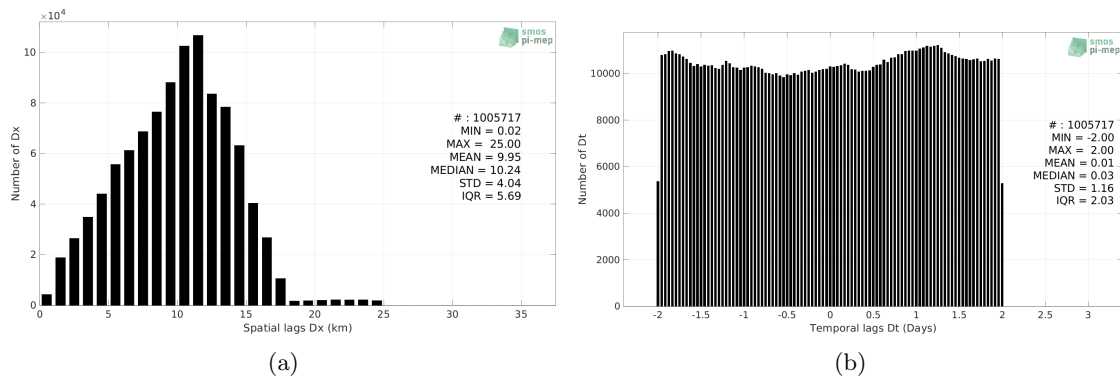 ×10⁴
10
8
6
4
2
0
Number of Dx
0 5 10 15 20 25 30 35
Spatial lags Dx (km)
smos
pi-mep
# : 1005717
MIN = 0.02
MAX = 25.00
MEAN = 9.95
MEDIAN = 10.24
STD = 4.04
IQR = 5.69
(a)
10000
8000
6000
4000
2000
0
Number of Dt
-2 -1.5 -1 -0.5 0 0.5 1 1.5 2 2.5 3
Temporal lags Dt (Days)
smos
pi-mep
# : 1005717
MIN = -2.00
MAX = 2.00
MEAN = 0.01
MEDIAN = 0.03
STD = 1.16
IQR = 2.03
(b)